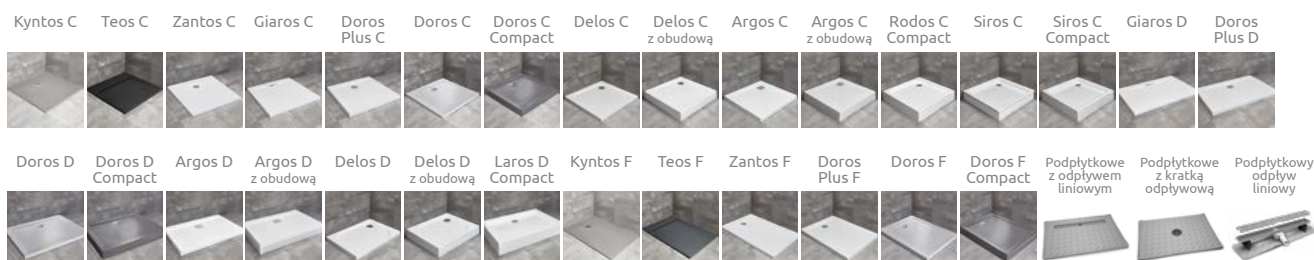 Kyntos C
Teos C
Zantos C
Giaros C
Doros
Plus C
Doros C
Doros C
Compact
Delos C
Delos C
z obudową
Argos C
Argos C
z obudową
Rodos C
Compact
Siros C
Siros C
Compact
Giaros D
Doros
Plus D
Doros D
Doros D
Compact
Argos D
Argos D
z obudową
Delos D
Delos D
z obudową
Laros D
Compact
Kyntos F
Teos F
Zantos F
Doros
Plus F
Doros F
Doros F
Compact
Podpłytkowe
z odpływem
liniowym
Podpłytkowe
z kratką
odpływową
Podpłytkowy
odpływ
liniowy